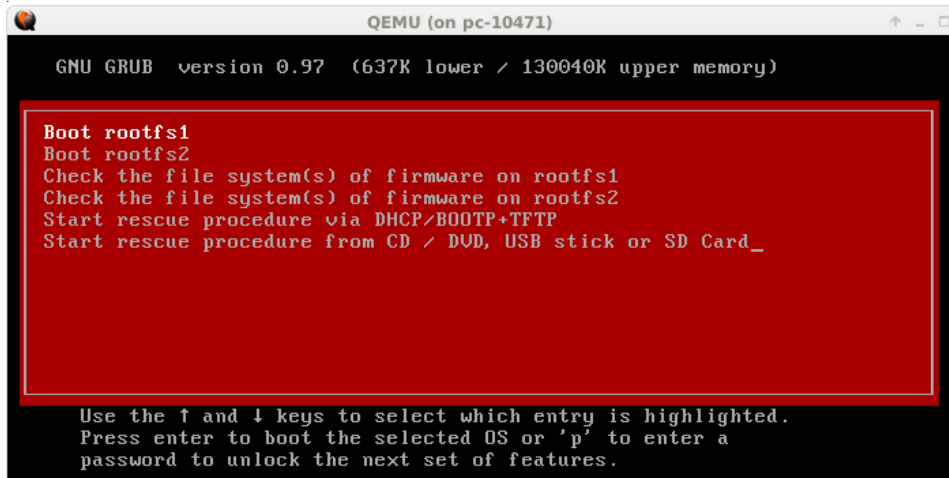 QEMU (on pc-10471)
GNU GRUB version 0.97 (637K lower / 130040K upper memory)
Boot rootfs1
Boot rootfs2
Check the file system(s) of firmware on rootfs1
Check the file system(s) of firmware on rootfs2
Start rescue procedure via DHCP/BOOTP+TFTP
Start rescue procedure from CD / DVD, USB stick or SD Card_
Use the ↑ and ↓ keys to select which entry is highlighted.
Press enter to boot the selected OS or 'p' to enter a
password to unlock the next set of features.